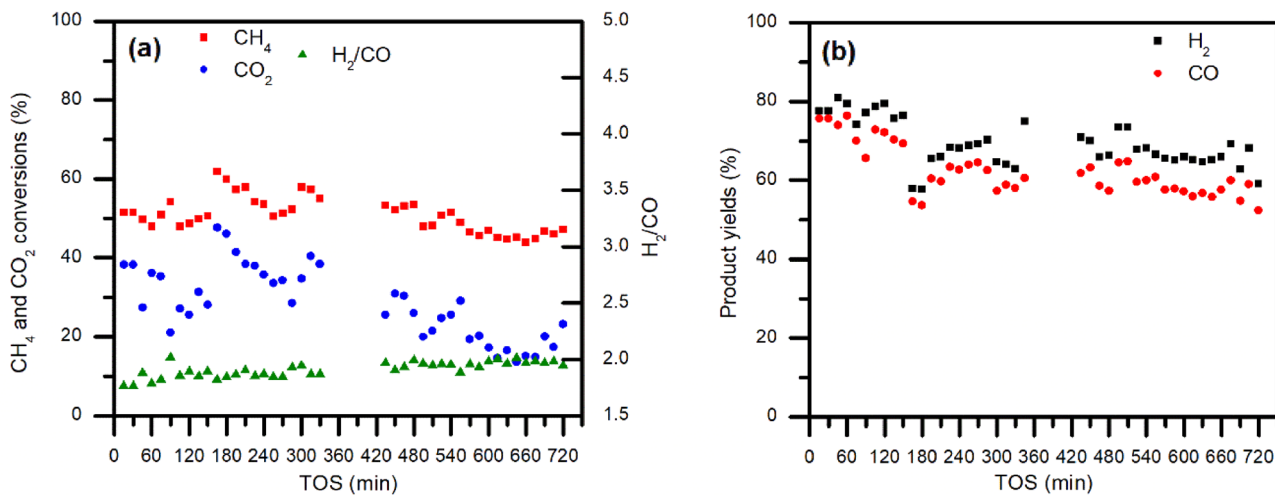 (a)
CH4
CO2
H2/CO
CH4 and CO2 conversions (%)
100
80
60
40
20
0
5.0
4.5
4.0
3.5
3.0
2.5
2.0
1.5
H2/CO
0 60 120 180 240 300 360 420 480 540 600 660 720
TOS (min)
(b)
H2
CO
Product yields (%)
100
80
60
40
20
0
0 60 120 180 240 300 360 420 480 540 600 660 720
TOS (min)